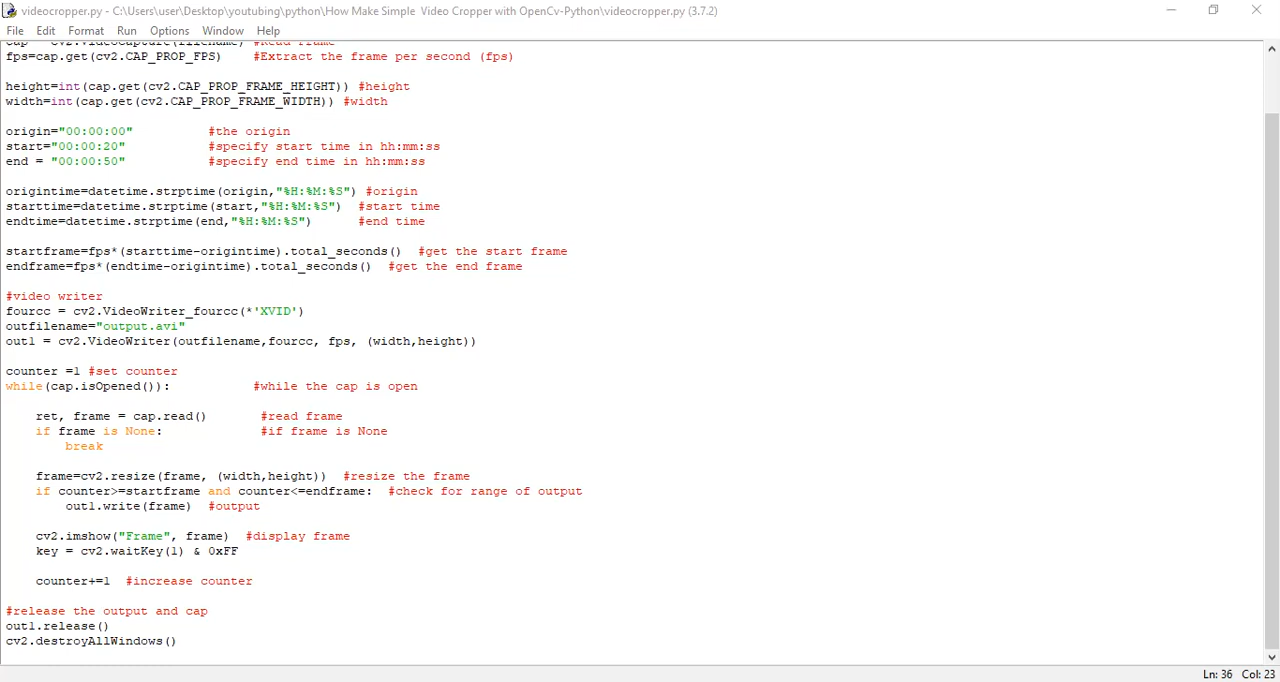 videocropper.py - C:\Users\user\Desktop\youtubing\python\How Make Simple  Video Cropper with OpenCv-Python\videocropper.py (3.7.2)
File Edit Format Run Options Window Help
cap = cv2.VideoCapture(filename) #Read frame
fps=cap.get(cv2.CAP_PROP_FPS)    #Extract the frame per second (fps)
height=int(cap.get(cv2.CAP_PROP_FRAME_HEIGHT)) #height
width=int(cap.get(cv2.CAP_PROP_FRAME_WIDTH)) #width
origin="00:00:00"          #the origin
start="00:00:20"           #specify start time in hh:mm:ss
end = "00:00:50"           #specify end time in hh:mm:ss
origintime=datetime.strptime(origin,"%H:%M:%S") #origin
starttime=datetime.strptime(start,"%H:%M:%S")  #start time
endtime=datetime.strptime(end,"%H:%M:%S")      #end time
startframe=fps*(starttime-origintime).total_seconds()  #get the start frame
endframe=fps*(endtime-origintime).total_seconds()  #get the end frame
#video writer
fourcc = cv2.VideoWriter_fourcc(*'XVID')
outfilename="output.avi"
out1 = cv2.VideoWriter(outfilename,fourcc, fps, (width,height))
counter =1 #set counter
while(cap.isOpened()):           #while the cap is open
    ret, frame = cap.read()       #read frame
    if frame is None:             #if frame is None
        break
    frame=cv2.resize(frame, (width,height))  #resize the frame
    if counter>=startframe and counter<=endframe:  #check for range of output
        out1.write(frame)  #output
    cv2.imshow("Frame", frame)  #display frame
    key = cv2.waitKey(1) & 0xFF
    counter+=1  #increase counter
#release the output and cap
out1.release()
cv2.destroyAllWindows()
Ln: 36 Col: 23